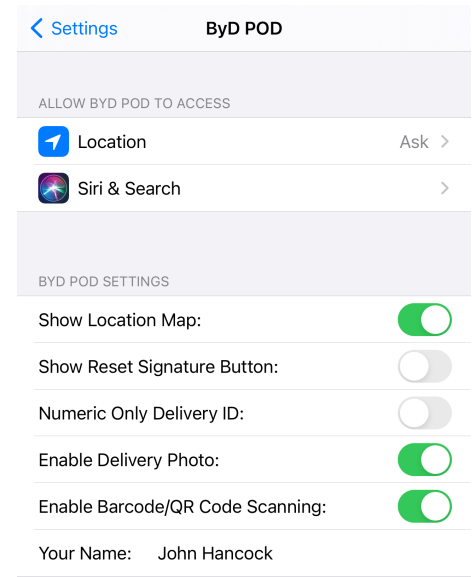 Settings ByD POD
ALLOW BYD POD TO ACCESS
Location Ask
Siri & Search
BYD POD SETTINGS
Show Location Map:
Show Reset Signature Button:
Numeric Only Delivery ID:
Enable Delivery Photo:
Enable Barcode/QR Code Scanning:
Your Name: John Hancock